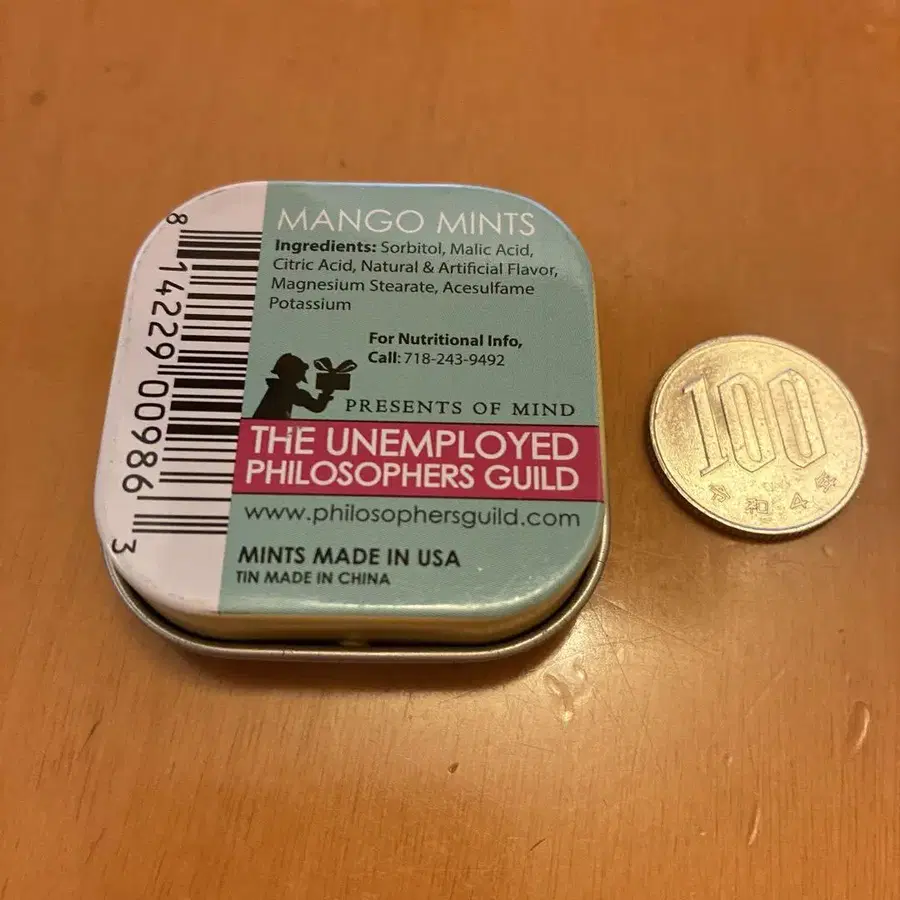 MANGO MINTS
Ingredients: Sorbitol, Malic Acid,
Citric Acid, Natural & Artificial Flavor,
Magnesium Stearate, Acesulfame
Potassium
For Nutritional Info,
Call: 718-243-9492
PRESENTS OF MIND
THE UNEMPLOYED
PHILOSOPHERS GUILD
www.philosophersguild.com
MINTS MADE IN USA
TIN MADE IN CHINA
8 14229 00986 3
100
令和4年